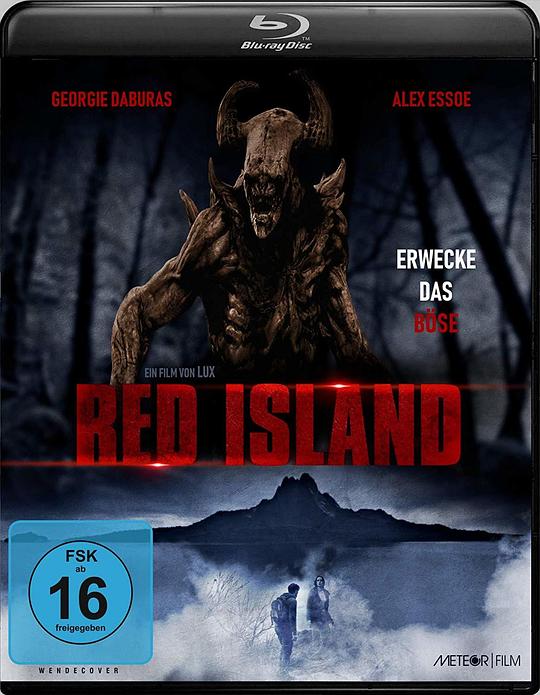 Blu-ray Disc™
GEORGIE DABURAS
ALEX ESSOE
ERWECKE
DAS
BÖSE
EIN FILM VON LUX
RED ISLAND
FSK
ab
16
freigegeben
WENDECOVER
METEOR|FILM